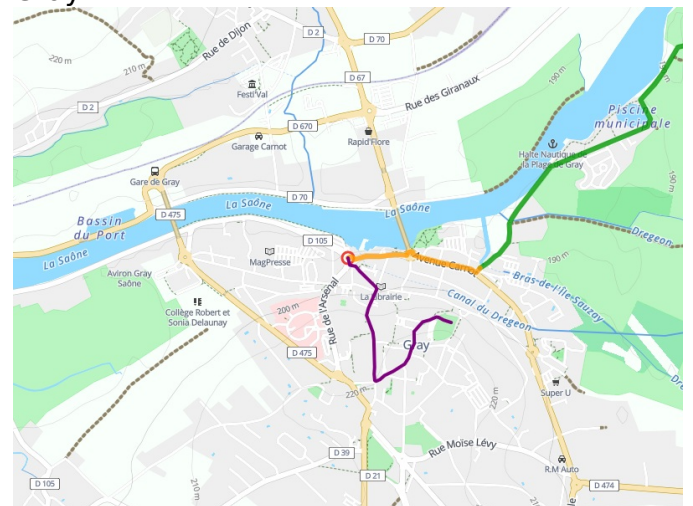 D 2
D 70
Rue de Dijon
210 m
210 m
190 m
D 67
Festi'Val
Rue des Giranaux
D 2
Piscine
municipale
D 670
Garage Carnot
Rapid'Flore
Halte Nautique de
la Plage de Gray
190 m
Gare de Gray
La Saône
D 70
La Saône
D 475
Bassin
du Port
D 105
Dregeon
La Saône
MagPresse
Avenue Carnot
190 m
Aviron Gray
Saône
Bras-de-l'Île-Sauzay
La Librairie ...
Rue de l'Arsenal
Canal du Dregeon
200 m
Collège Robert et
Sonia Delaunay
Gray
D 475
Dregeon
220 m
Super U
220 m
Rue Moïse Lévy
D 39
R.M Auto
D 21
D 105
210 m
D 474